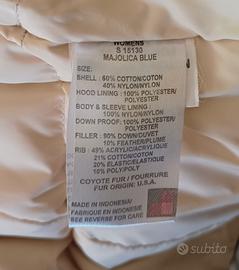 WOMENS
S 15130
MAJOLICA BLUE
SIZE:
SHELL : 60% COTTON/COTON
40% NYLON/NYLON
HOOD LINING : 100% POLYESTER/
POLYESTER
BODY & SLEEVE LINING :
100% NYLON/NYLON
DOWN PROOF: 100% POLYESTER/
POLYESTER
FILLER : 90% DOWN/DUVET
10% FEATHER/PLUME
RIB : 49% ACRYLIC/ACRYLIQUE
21% COTTON/COTON
20% ELASTIC/ELASTIQUE
10% POLY/POLY
COYOTE FUR / FOURRURE
FUR ORIGIN: U.S.A.
MADE IN INDONESIA/
FABRIQUE EN INDONESIE
SEE REVERSE FOR CARE
subito